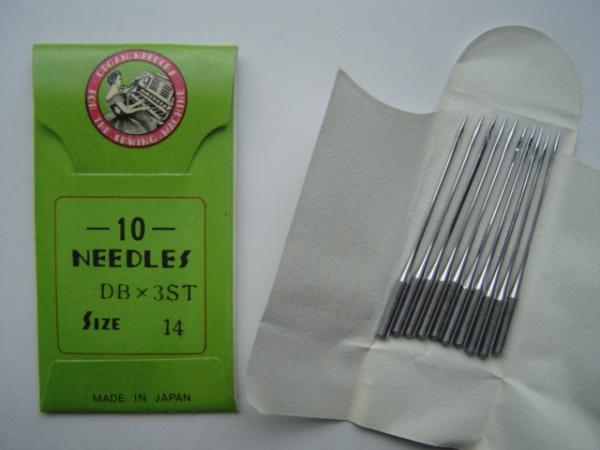 ORGAN NEEDLES
FOR THE SEWING MACHINE
—10—
NEEDLES
DB×3ST
SIZE 14
MADE IN JAPAN